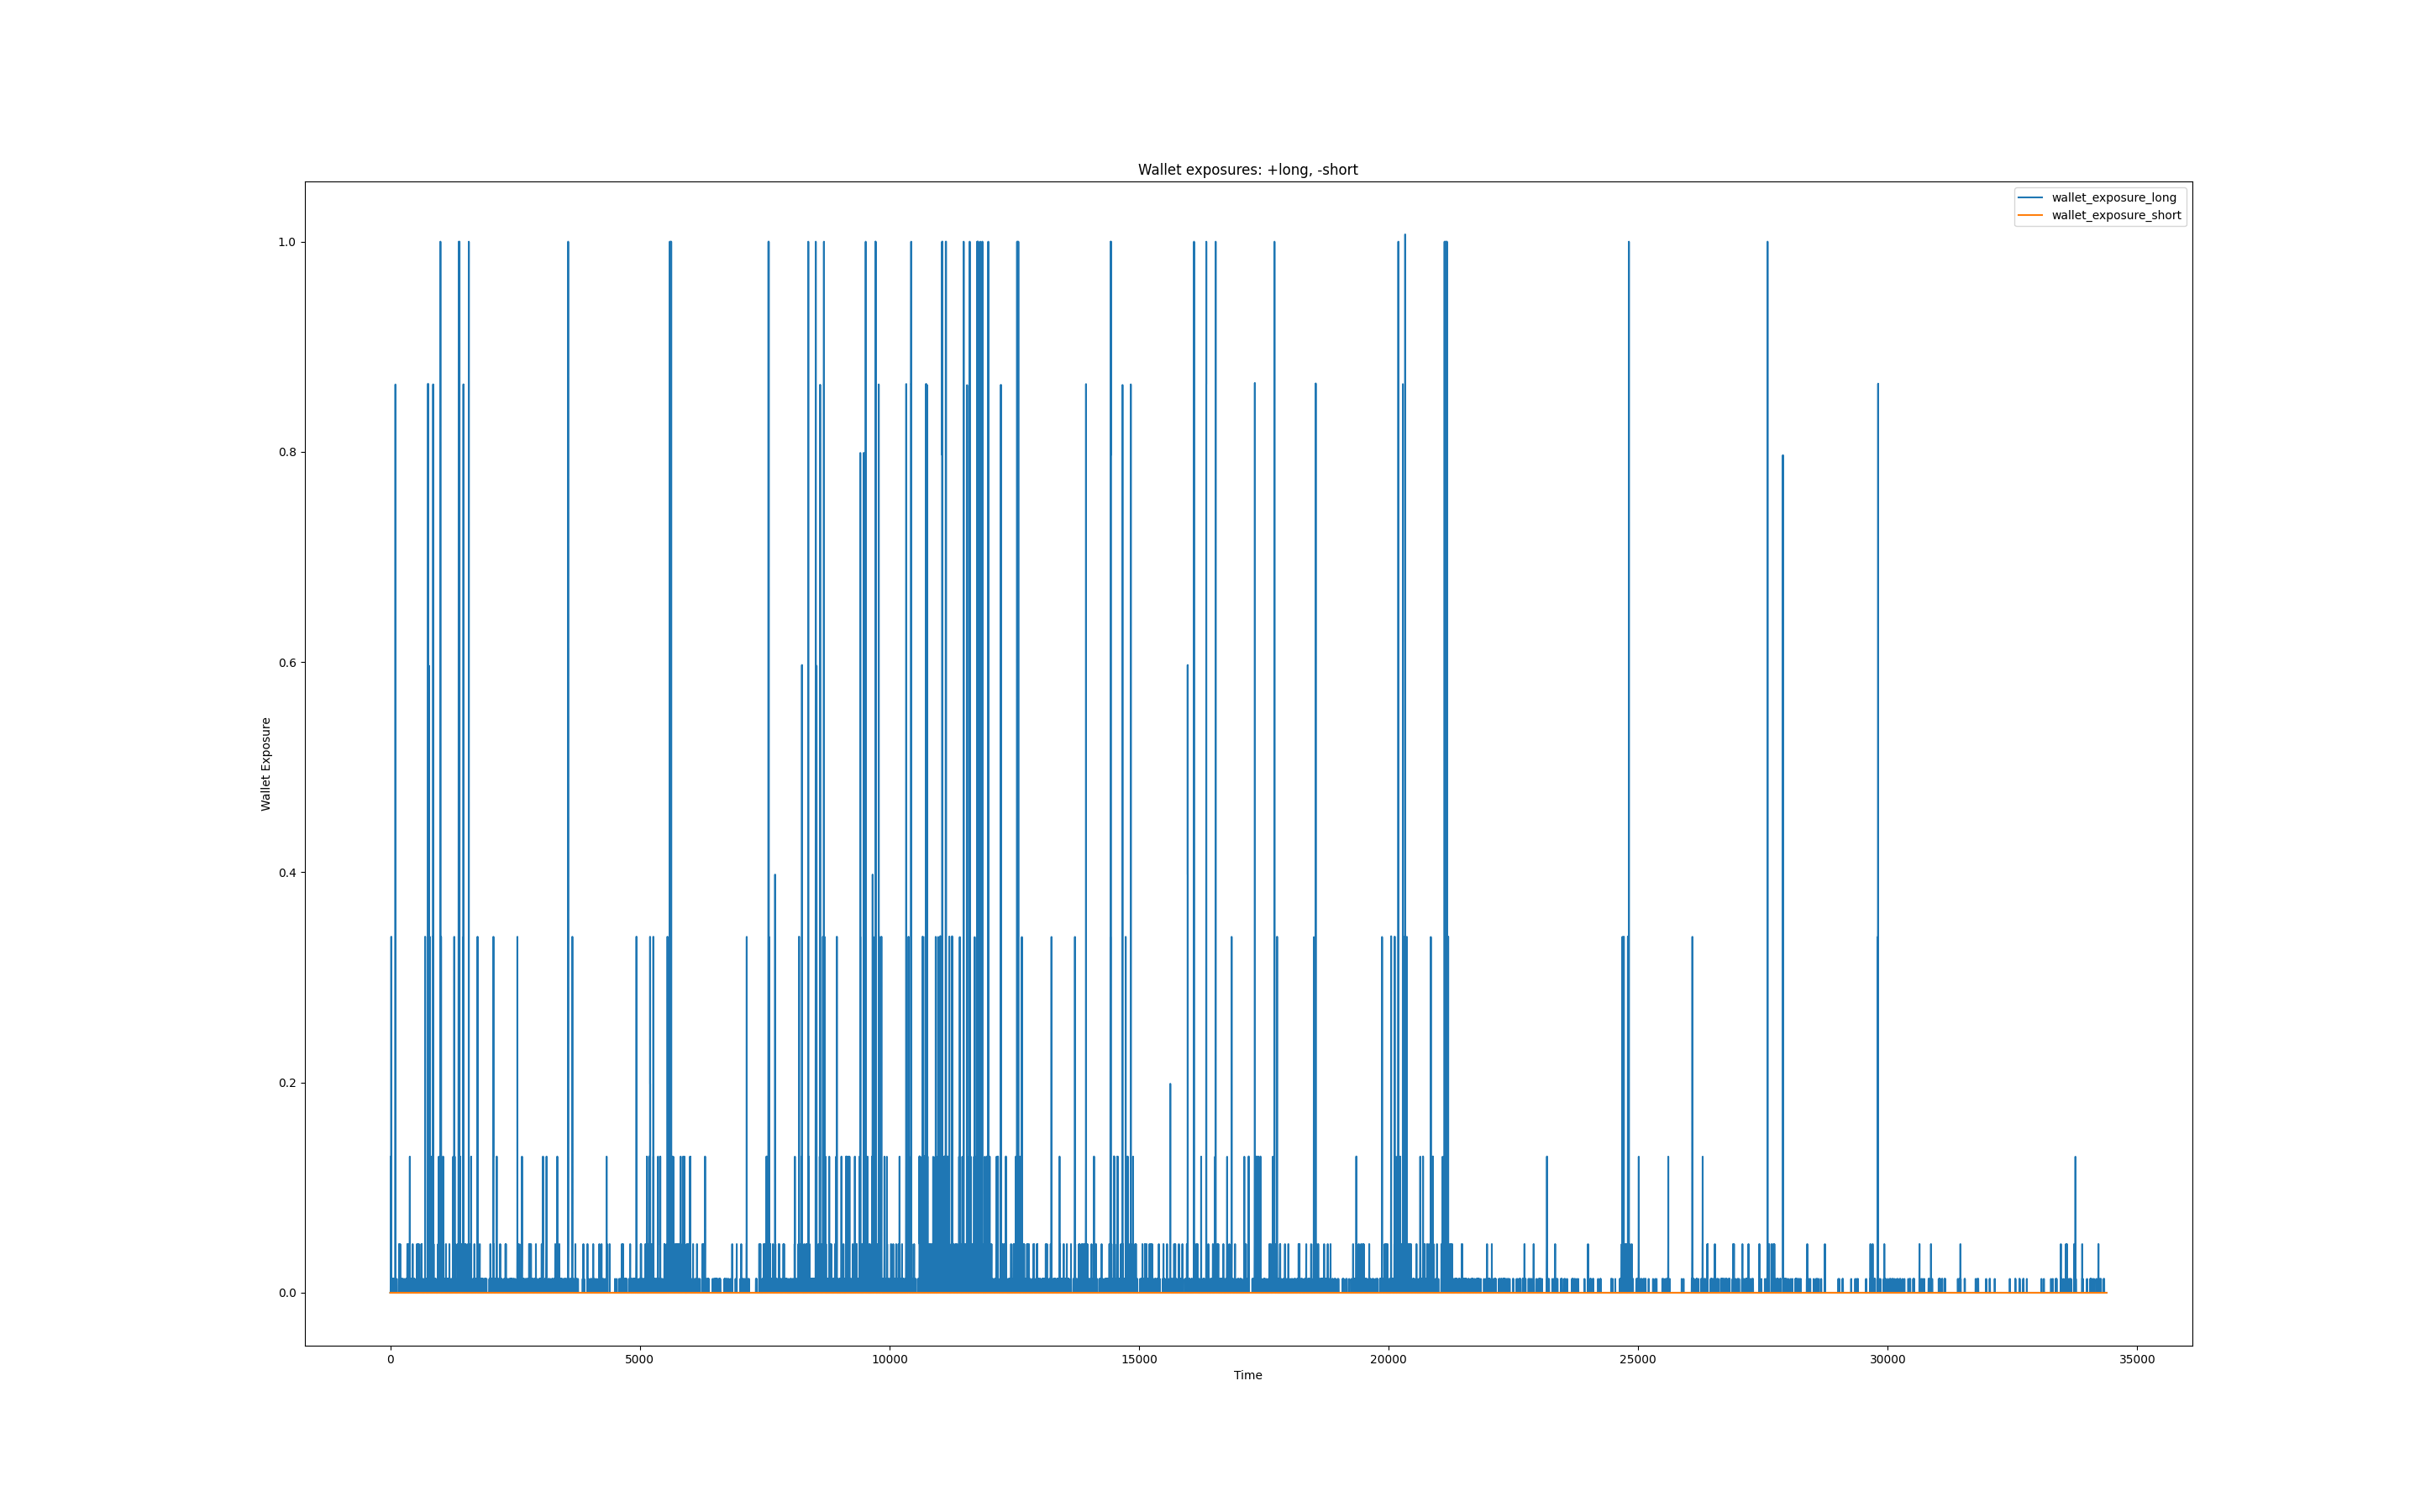 Wallet exposures: +long, -short
wallet_exposure_long
wallet_exposure_short
1.0
0.8
0.6
0.4
0.2
0.0
Wallet Exposure
0 5000 10000 15000 20000 25000 30000 35000
Time